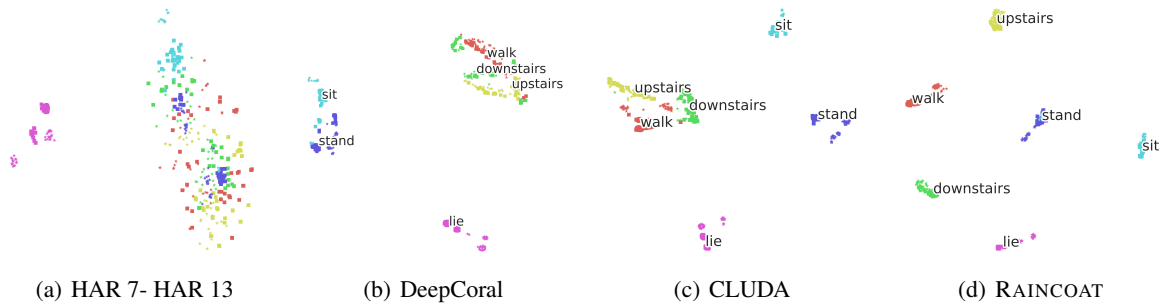 walk
downstairs
upstairs
sit
stand
lie
sit
upstairs
downstairs
walk
stand
lie
upstairs
walk
stand
sit
downstairs
lie
(a) HAR 7- HAR 13
(b) DeepCoral
(c) CLUDA
(d) RAINCOAT